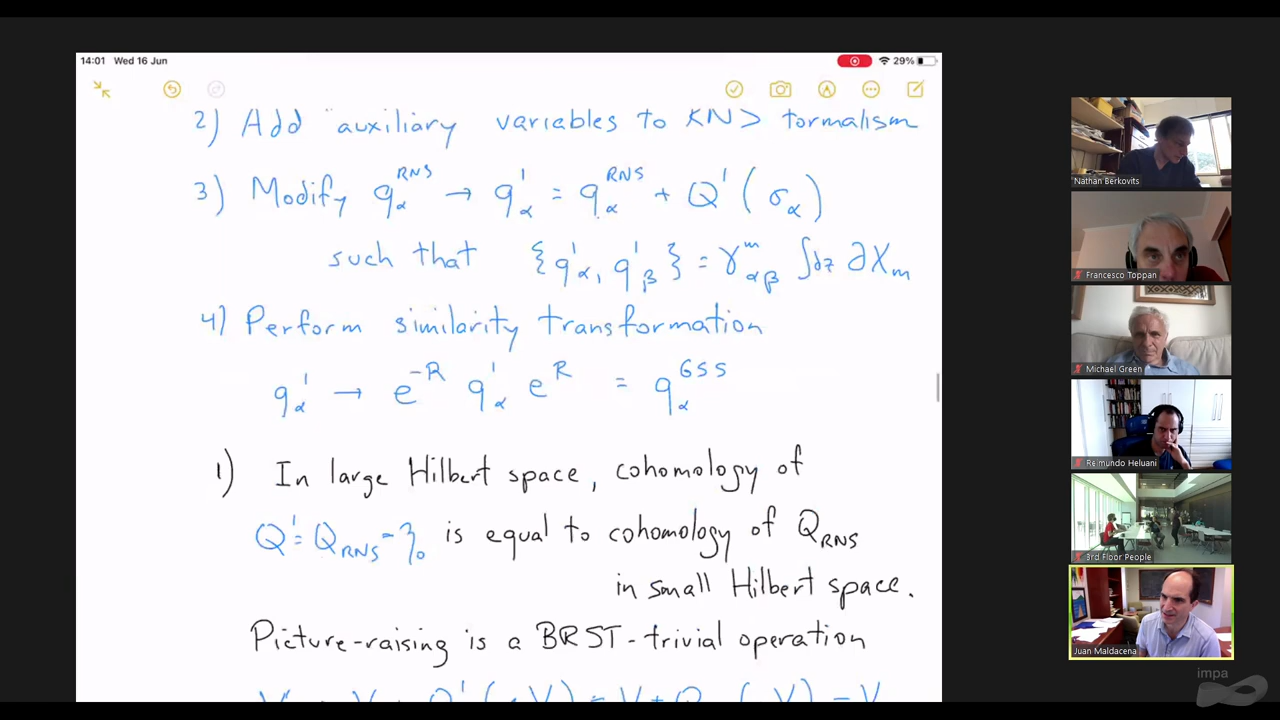 14:01 Wed 16 Jun
29%
2) Add "auxiliary variables to RNS formalism
3) Modify q_α^RNS → q'_α = q_α^RNS + Q'(σ_α)
such that {q'_α, q'_β} = γ^m_αβ ∫dz ∂X_m
4) Perform similarity transformation
q'_α → e^-R q'_α e^R = q_α^GSS
1) In large Hilbert space, cohomology of
Q' = Q_RNS - η_0 is equal to cohomology of Q_RNS
in small Hilbert space.
Picture-raising is a BRST-trivial operation
Nathan Berkovits
Francesco Toppan
Michael Green
Reimundo Heluani
3rd Floor People
Juan Maldacena
impa